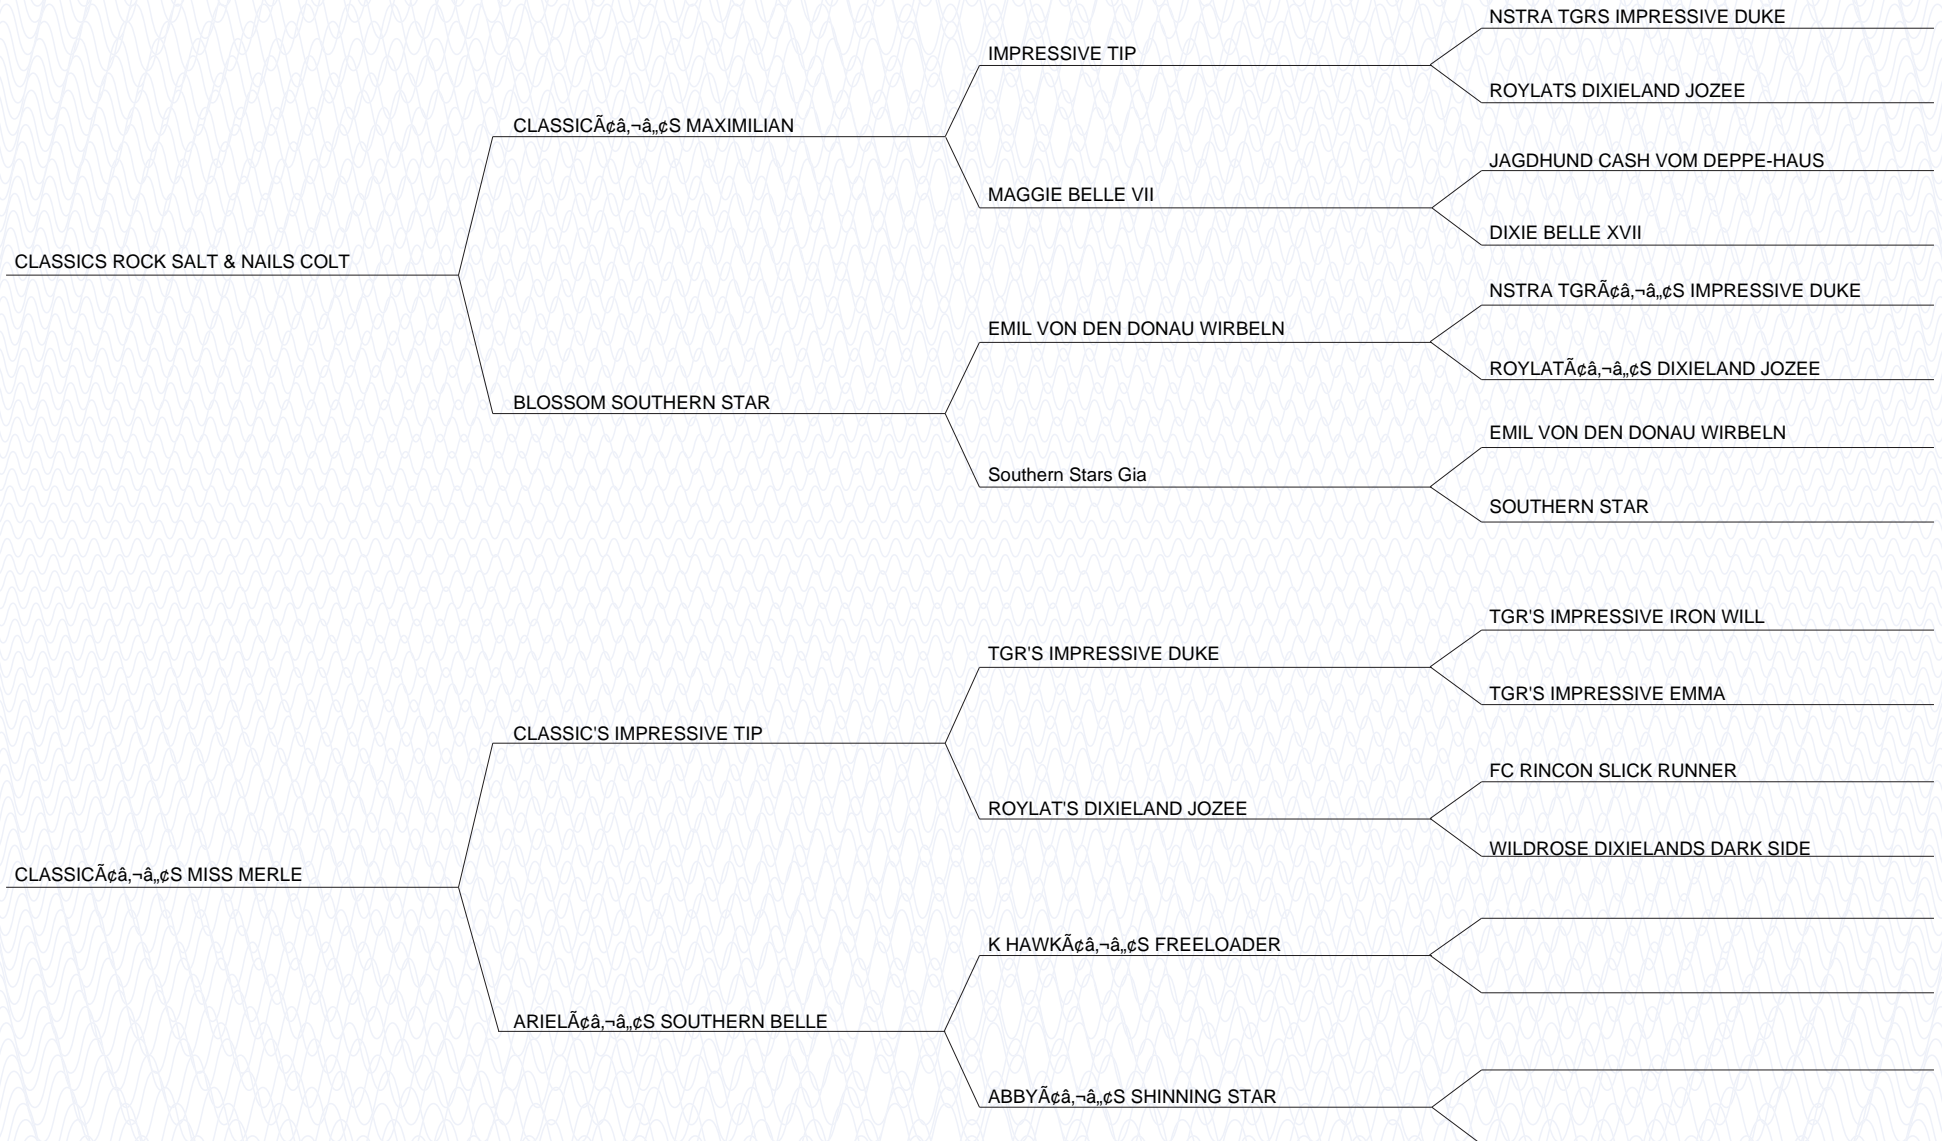 NSTRA TGRS IMPRESSIVE DUKE
IMPRESSIVE TIP
ROYLATS DIXIELAND JOZEE
CLASSICÃ¢â‚¬â„¢S MAXIMILIAN
JAGDHUND CASH VOM DEPPE-HAUS
MAGGIE BELLE VII
DIXIE BELLE XVII
CLASSICS ROCK SALT & NAILS COLT
NSTRA TGRÃ¢â‚¬â„¢S IMPRESSIVE DUKE
EMIL VON DEN DONAU WIRBELN
ROYLATÃ¢â‚¬â„¢S DIXIELAND JOZEE
BLOSSOM SOUTHERN STAR
EMIL VON DEN DONAU WIRBELN
Southern Stars Gia
SOUTHERN STAR
TGR'S IMPRESSIVE IRON WILL
TGR'S IMPRESSIVE DUKE
TGR'S IMPRESSIVE EMMA
CLASSIC'S IMPRESSIVE TIP
FC RINCON SLICK RUNNER
ROYLAT'S DIXIELAND JOZEE
WILDROSE DIXIELANDS DARK SIDE
CLASSICÃ¢â‚¬â„¢S MISS MERLE
K HAWKÃ¢â‚¬â„¢S FREELOADER
ARIELÃ¢â‚¬â„¢S SOUTHERN BELLE
ABBYÃ¢â‚¬â„¢S SHINNING STAR